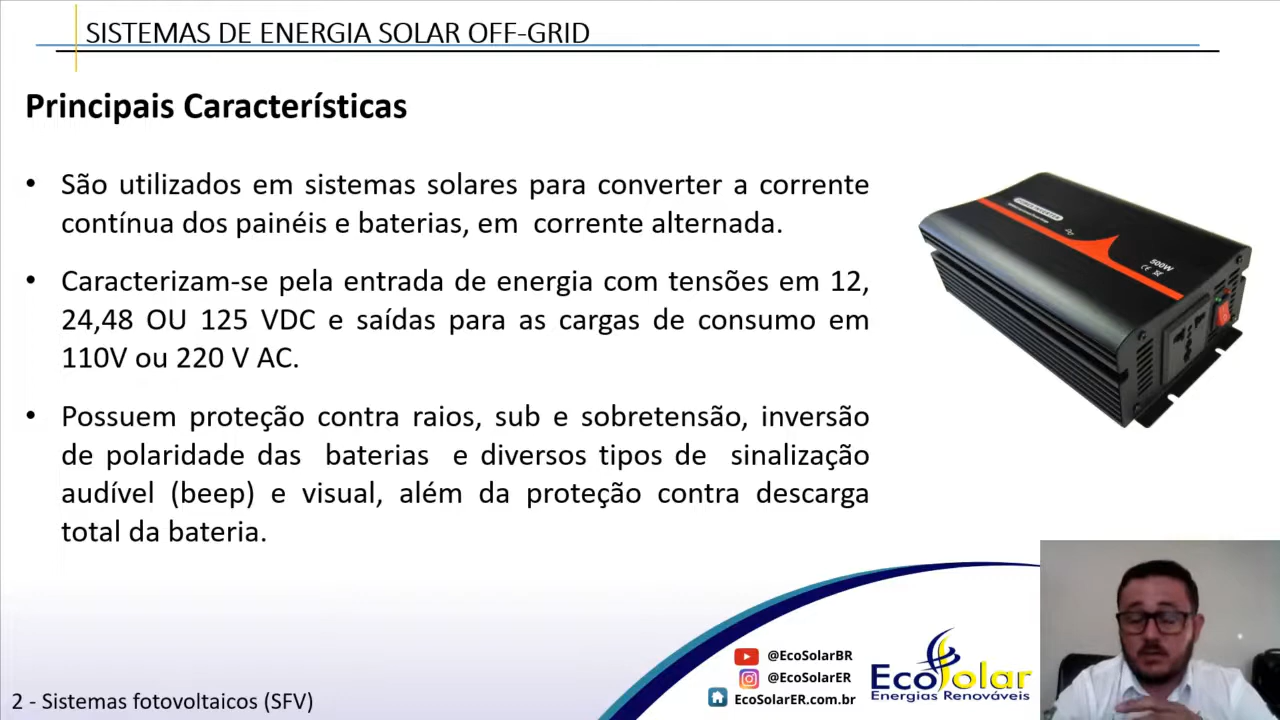 SISTEMAS DE ENERGIA SOLAR OFF-GRID
Principais Características
• São utilizados em sistemas solares para converter a corrente
contínua dos painéis e baterias, em corrente alternada.
• Caracterizam-se pela entrada de energia com tensões em 12,
24,48 OU 125 VDC e saídas para as cargas de consumo em
110V ou 220 V AC.
• Possuem proteção contra raios, sub e sobretensão, inversão
de polaridade das baterias e diversos tipos de sinalização
audível (beep) e visual, além da proteção contra descarga
total da bateria.
500W
@EcoSolarBR
@EcoSolarER
EcoSolarER.com.br
EcoSolar
Energias Renováveis
2 - Sistemas fotovoltaicos (SFV)